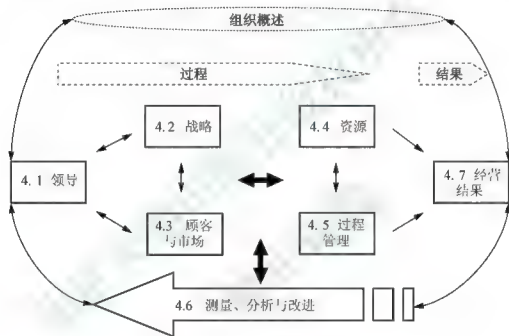 组织概述
过程
结果
4.2 战略
4.4 资源
4.1 领导
4.7 经营
结果
4.3 顾客
与市场
4.5 过程
管理
4.6 测量、分析与改进